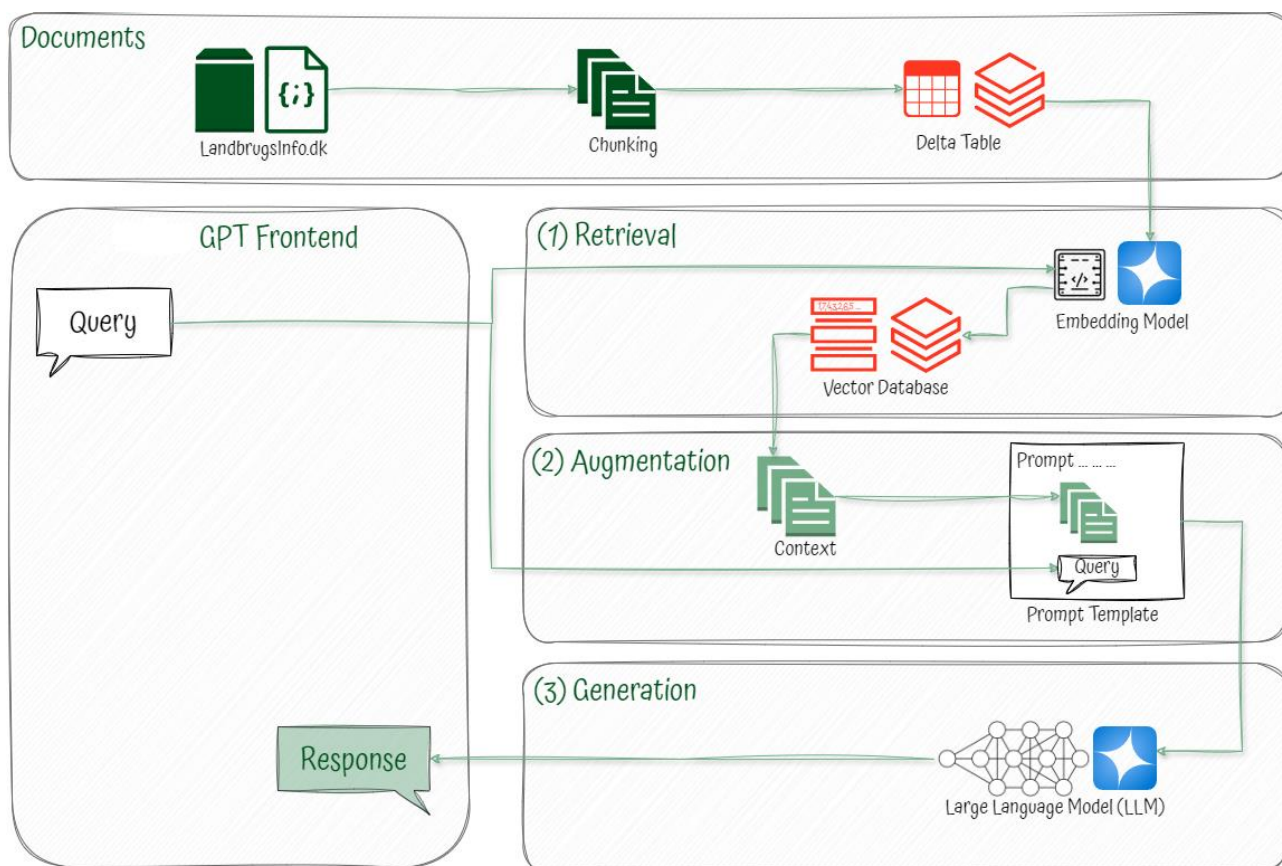 Documents
LandbrugsInfo.dk
Chunking
Delta Table
GPT Frontend
Query
(1) Retrieval
Embedding Model
Vector Database
(2) Augmentation
Context
Prompt ... ... ...
Query
Prompt Template
(3) Generation
Large Language Model (LLM)
Response